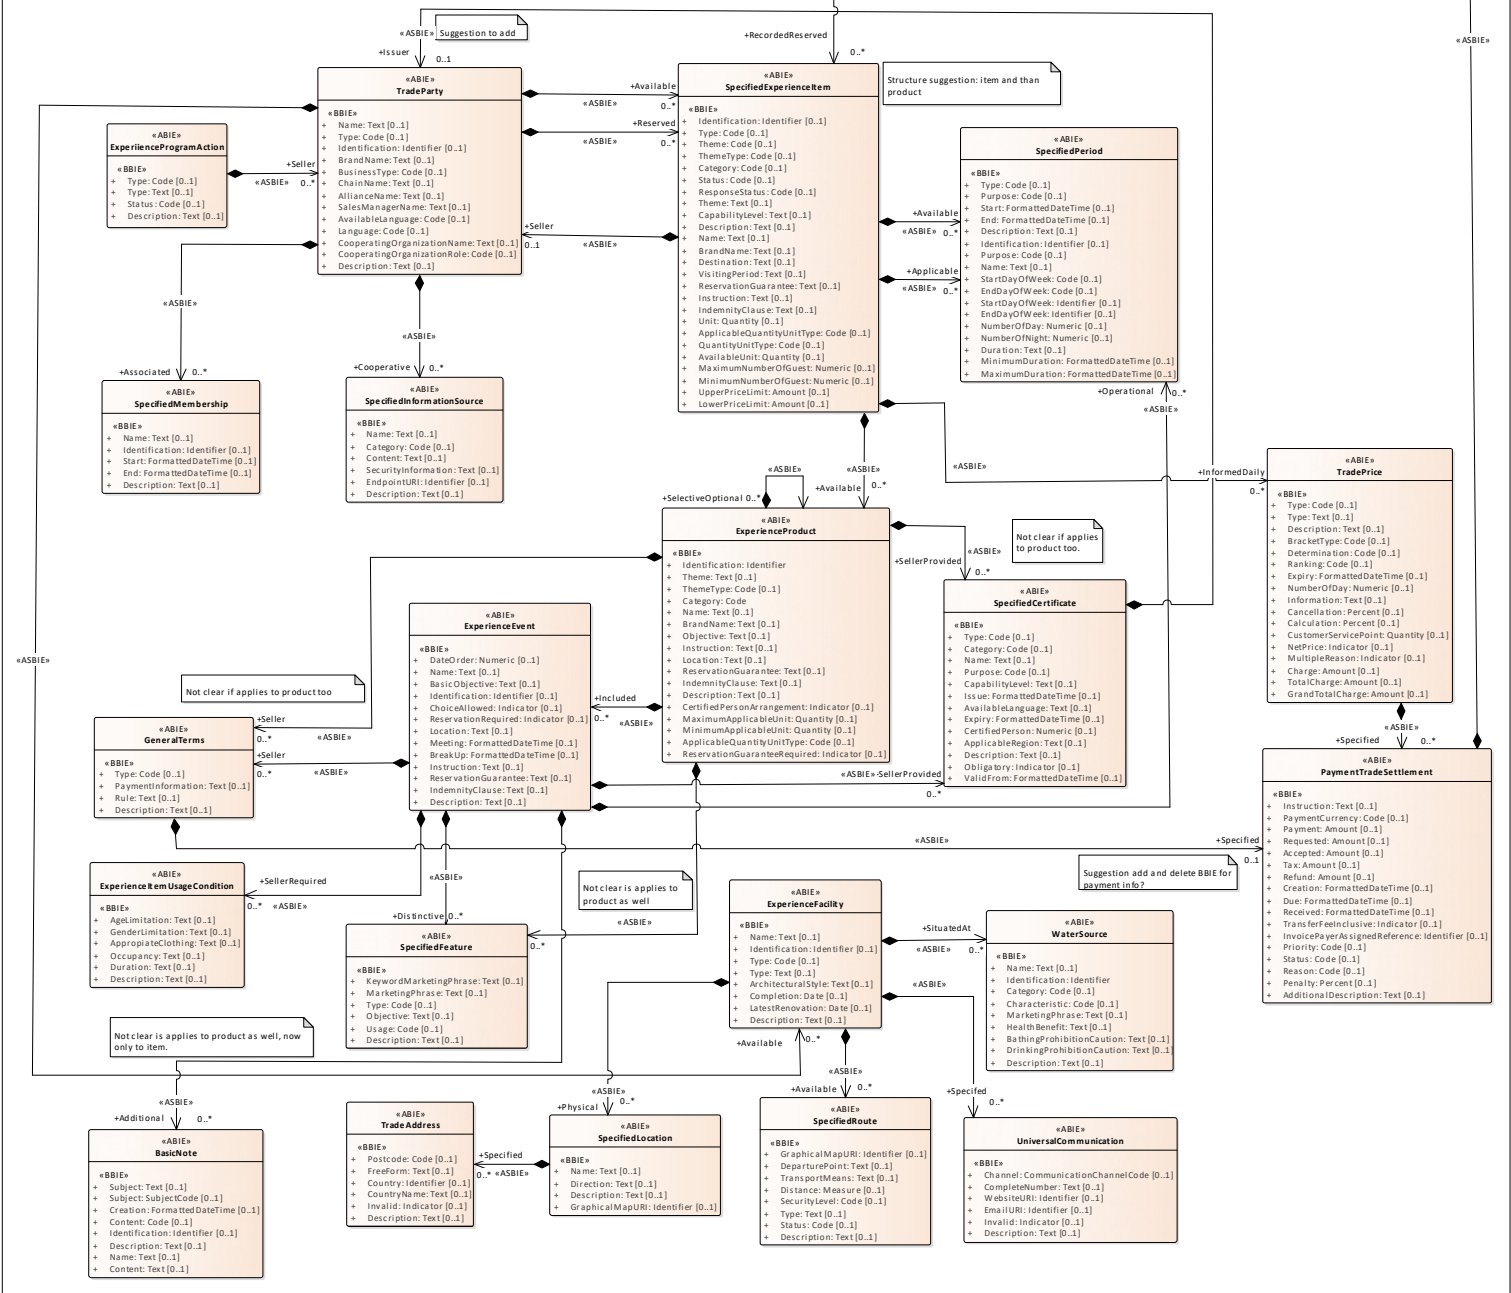 «ASBIE»
Suggestion to add
+Issuer
0..1
+RecordedReserved
0..*
«ASBIE»
Structure suggestion: item and than
product
«ABIE»
TradeParty
«BBIE»
+ Name: Text [0..1]
+ Type: Code [0..1]
+ Identification: Identifier [0..1]
+ BrandName: Text [0..1]
+ BusinessType: Code [0..1]
+ ChainName: Text [0..1]
+ AllianceName: Text [0..1]
+ SalesManagerName: Text [0..1]
+ AvailableLanguage: Code [0..1]
+ Language: Code [0..1]
+ CooperatingOrganizationName: Text [0..1]
+ CooperatingOrganizationRole: Code [0..1]
+ Description: Text [0..1]
+Available
«ASBIE»
0..*
+Reserved
«ASBIE»
0..*
+Seller
0..1
«ASBIE»
«ABIE»
SpecifiedExperienceItem
«BBIE»
+ Identification: Identifier [0..1]
+ Type: Code [0..1]
+ Theme: Code [0..1]
+ ThemeType: Code [0..1]
+ Category: Code [0..1]
+ Status: Code [0..1]
+ ResponseStatus: Code [0..1]
+ Theme: Text [0..1]
+ CapabilityLevel: Text [0..1]
+ Description: Text [0..1]
+ Name: Text [0..1]
+ BrandName: Text [0..1]
+ Destination: Text [0..1]
+ VisitingPeriod: Text [0..1]
+ ReservationGuarantee: Text [0..1]
+ Instruction: Text [0..1]
+ IndemnityClause: Text [0..1]
+ Unit: Quantity [0..1]
+ ApplicableQuantityUnitType: Code [0..1]
+ QuantityUnitType: Code [0..1]
+ AvailableUnit: Quantity [0..1]
+ MaximumNumberOfGuest: Numeric [0..1]
+ MinimumNumberOfGuest: Numeric [0..1]
+ UpperPriceLimit: Amount [0..1]
+ LowerPriceLimit: Amount [0..1]
«ABIE»
ExperiienceProgramAction
«BBIE»
+ Type: Code [0..1]
+ Type: Text [0..1]
+ Status: Code [0..1]
+ Description: Text [0..1]
+Seller
«ASBIE»
0..*
+Available
«ASBIE»
0..*
+Applicable
«ASBIE»
0..*
«ABIE»
SpecifiedPeriod
«BBIE»
+ Type: Code [0..1]
+ Purpose: Code [0..1]
+ Start: FormattedDateTime [0..1]
+ End: FormattedDateTime [0..1]
+ Description: Text [0..1]
+ Identification: Identifier [0..1]
+ Purpose: Code [0..1]
+ Name: Text [0..1]
+ StartDayOfWeek: Code [0..1]
+ EndDayOfWeek: Code [0..1]
+ StartDayOfWeek: Identifier [0..1]
+ EndDayOfWeek: Identifier [0..1]
+ NumberOfDay: Numeric [0..1]
+ NumberOfNight: Numeric [0..1]
+ Duration: Text [0..1]
+ MinimumDuration: FormattedDateTime [0..1]
+ MaximumDuration: FormattedDateTime [0..1]
+Operational
0..*
«ASBIE»
«ASBIE»
+Associated
0..*
«ABIE»
SpecifiedMembership
«BBIE»
+ Name: Text [0..1]
+ Identification: Identifier [0..1]
+ Start: FormattedDateTime [0..1]
+ End: FormattedDateTime [0..1]
+ Description: Text [0..1]
«ASBIE»
+Cooperative
0..*
«ABIE»
SpecifiedInformationSource
«BBIE»
+ Name: Text [0..1]
+ Category: Code [0..1]
+ Content: Text [0..1]
+ SecurityInformation: Text [0..1]
+ EndpointURI: Identifier [0..1]
+ Description: Text [0..1]
«ASBIE»
+SelectiveOptional 0..*
«ASBIE»
+Available
0..*
«ASBIE»
+InformedDaily
0..*
«ABIE»
TradePrice
«BBIE»
+ Type: Code [0..1]
+ Type: Text [0..1]
+ Description: Text [0..1]
+ BracketType: Code [0..1]
+ Determination: Code [0..1]
+ Ranking: Code [0..1]
+ Expiry: FormattedDateTime [0..1]
+ NumberOfDay: Numeric [0..1]
+ Information: Text [0..1]
+ Cancellation: Percent [0..1]
+ Calculation: Percent [0..1]
+ CustomerServicePoint: Quantity [0..1]
+ NetPrice: Indicator [0..1]
+ MultipleReason: Indicator [0..1]
+ Charge: Amount [0..1]
+ TotalCharge: Amount [0..1]
+ GrandTotalCharge: Amount [0..1]
«ABIE»
ExperienceProduct
«BBIE»
+ Identification: Identifier
+ Theme: Text [0..1]
+ ThemeType: Code [0..1]
+ Category: Code
+ Name: Text [0..1]
+ BrandName: Text [0..1]
+ Objective: Text [0..1]
+ Instruction: Text [0..1]
+ Location: Text [0..1]
+ ReservationGuarantee: Text [0..1]
+ IndemnityClause: Text [0..1]
+ Description: Text [0..1]
+ CertifiedPersonArrangement: Indicator [0..1]
+ MaximumApplicableUnit: Quantity [0..1]
+ MinimumApplicableUnit: Quantity [0..1]
+ ApplicableQuantityUnitType: Code [0..1]
+ ReservationGuaranteeRequired: Indicator [0..1]
Not clear if applies
to product too.
«ASBIE»
+SellerProvided
0..*
«ABIE»
SpecifiedCertificate
«BBIE»
+ Type: Code [0..1]
+ Category: Code [0..1]
+ Name: Text [0..1]
+ Purpose: Code [0..1]
+ CapabilityLevel: Text [0..1]
+ Issue: FormattedDateTime [0..1]
+ AvailableLanguage: Text [0..1]
+ Expiry: FormattedDateTime [0..1]
+ CertifiedPerson: Numeric [0..1]
+ ApplicableRegion: Text [0..1]
+ Description: Text [0..1]
+ Obligatory: Indicator [0..1]
+ ValidFrom: FormattedDateTime [0..1]
«ABIE»
ExperienceEvent
«BBIE»
+ DateOrder: Numeric [0..1]
+ Name: Text [0..1]
+ BasicObjective: Text [0..1]
+ Identification: Identifier [0..1]
+ ChoiceAllowed: Indicator [0..1]
+ ReservationRequired: Indicator [0..1]
+ Location: Text [0..1]
+ Meeting: FormattedDateTime [0..1]
+ BreakUp: FormattedDateTime [0..1]
+ Instruction: Text [0..1]
+ ReservationGuarantee: Text [0..1]
+ IndemnityClause: Text [0..1]
+ Description: Text [0..1]
+Included
0..*
«ASBIE»
«ASBIE»
+SellerProvided
0..*
«ASBIE»
Not clear if applies to product too
+Seller
0..*
«ASBIE»
+Seller
0..*
«ASBIE»
«ABIE»
GeneralTerms
«BBIE»
+ Type: Code [0..1]
+ PaymentInformation: Text [0..1]
+ Rule: Text [0..1]
+ Description: Text [0..1]
«ASBIE»
+Specified
0..*
«ABIE»
PaymentTradeSettlement
«BBIE»
+ Instruction: Text [0..1]
+ PaymentCurrency: Code [0..1]
+ Payment: Amount [0..1]
+ Requested: Amount [0..1]
+ Accepted: Amount [0..1]
+ Tax: Amount [0..1]
+ Refund: Amount [0..1]
+ Creation: FormattedDateTime [0..1]
+ Due: FormattedDateTime [0..1]
+ Received: FormattedDateTime [0..1]
+ TransferFeeInclusive: Indicator [0..1]
+ InvoicePayerAssignedReference: Identifier [0..1]
+ Priority: Code [0..1]
+ Status: Code [0..1]
+ Reason: Code [0..1]
+ Penalty: Percent [0..1]
+ AdditionalDescription: Text [0..1]
«ASBIE»
+Specified
0..1
Suggestion add and delete BBIE for
payment info?
«ABIE»
ExperienceItemUsageCondition
«BBIE»
+ AgeLimitation: Text [0..1]
+ GenderLimitation: Text [0..1]
+ AppropiateClothing: Text [0..1]
+ Occupancy: Text [0..1]
+ Duration: Text [0..1]
+ Description: Text [0..1]
+SellerRequired
0..*
«ASBIE»
«ASBIE»
+Distinctive 0..*
Not clear is applies to
product as well
«ASBIE»
0..*
«ABIE»
SpecifiedFeature
«BBIE»
+ KeywordMarketingPhrase: Text [0..1]
+ MarketingPhrase: Text [0..1]
+ Type: Code [0..1]
+ Objective: Text [0..1]
+ Usage: Code [0..1]
+ Description: Text [0..1]
«ABIE»
ExperienceFacility
«BBIE»
+ Name: Text [0..1]
+ Identification: Identifier [0..1]
+ Type: Code [0..1]
+ Type: Text [0..1]
+ ArchitecturalStyle: Text [0..1]
+ Completion: Date [0..1]
+ LatestRenovation: Date [0..1]
+ Description: Text [0..1]
+SituatedAt
«ASBIE»
0..*
«ABIE»
WaterSource
«BBIE»
+ Name: Text [0..1]
+ Identification: Identifier
+ Category: Code [0..1]
+ Characteristic: Code [0..1]
+ MarketingPhrase: Text [0..1]
+ HealthBenefit: Text [0..1]
+ BathingProhibitionCaution: Text [0..1]
+ DrinkingProhibitionCaution: Text [0..1]
+ Description: Text [0..1]
«ASBIE»
+Specifed
0..*
Not clear is applies to product as well, now
only to item.
+Available
0..*
«ASBIE»
+Available
0..*
«ASBIE»
+Physical
0..*
«ASBIE»
+Additional
0..*
«ABIE»
BasicNote
«BBIE»
+ Subject: Text [0..1]
+ Subject: SubjectCode [0..1]
+ Creation: FormattedDateTime [0..1]
+ Content: Code [0..1]
+ Identification: Identifier [0..1]
+ Description: Text [0..1]
+ Name: Text [0..1]
+ Content: Text [0..1]
«ABIE»
TradeAddress
«BBIE»
+ Postcode: Code [0..1]
+ FreeForm: Text [0..1]
+ Country: Identifier [0..1]
+ CountryName: Text [0..1]
+ Invalid: Indicator [0..1]
+ Description: Text [0..1]
+Specified
0..* «ASBIE»
«ABIE»
SpecifiedLocation
«BBIE»
+ Name: Text [0..1]
+ Direction: Text [0..1]
+ Description: Text [0..1]
+ GraphicalMapURI: Identifier [0..1]
«ABIE»
SpecifiedRoute
«BBIE»
+ GraphicalMapURI: Identifier [0..1]
+ DeparturePoint: Text [0..1]
+ TransportMeans: Text [0..1]
+ Distance: Measure [0..1]
+ SecurityLevel: Code [0..1]
+ Type: Text [0..1]
+ Status: Code [0..1]
+ Description: Text [0..1]
«ABIE»
UniversalCommunication
«BBIE»
+ Channel: CommunicationChannelCode [0..1]
+ CompleteNumber: Text [0..1]
+ WebsiteURI: Identifier [0..1]
+ EmailURI: Identifier [0..1]
+ Invalid: Indicator [0..1]
+ Description: Text [0..1]